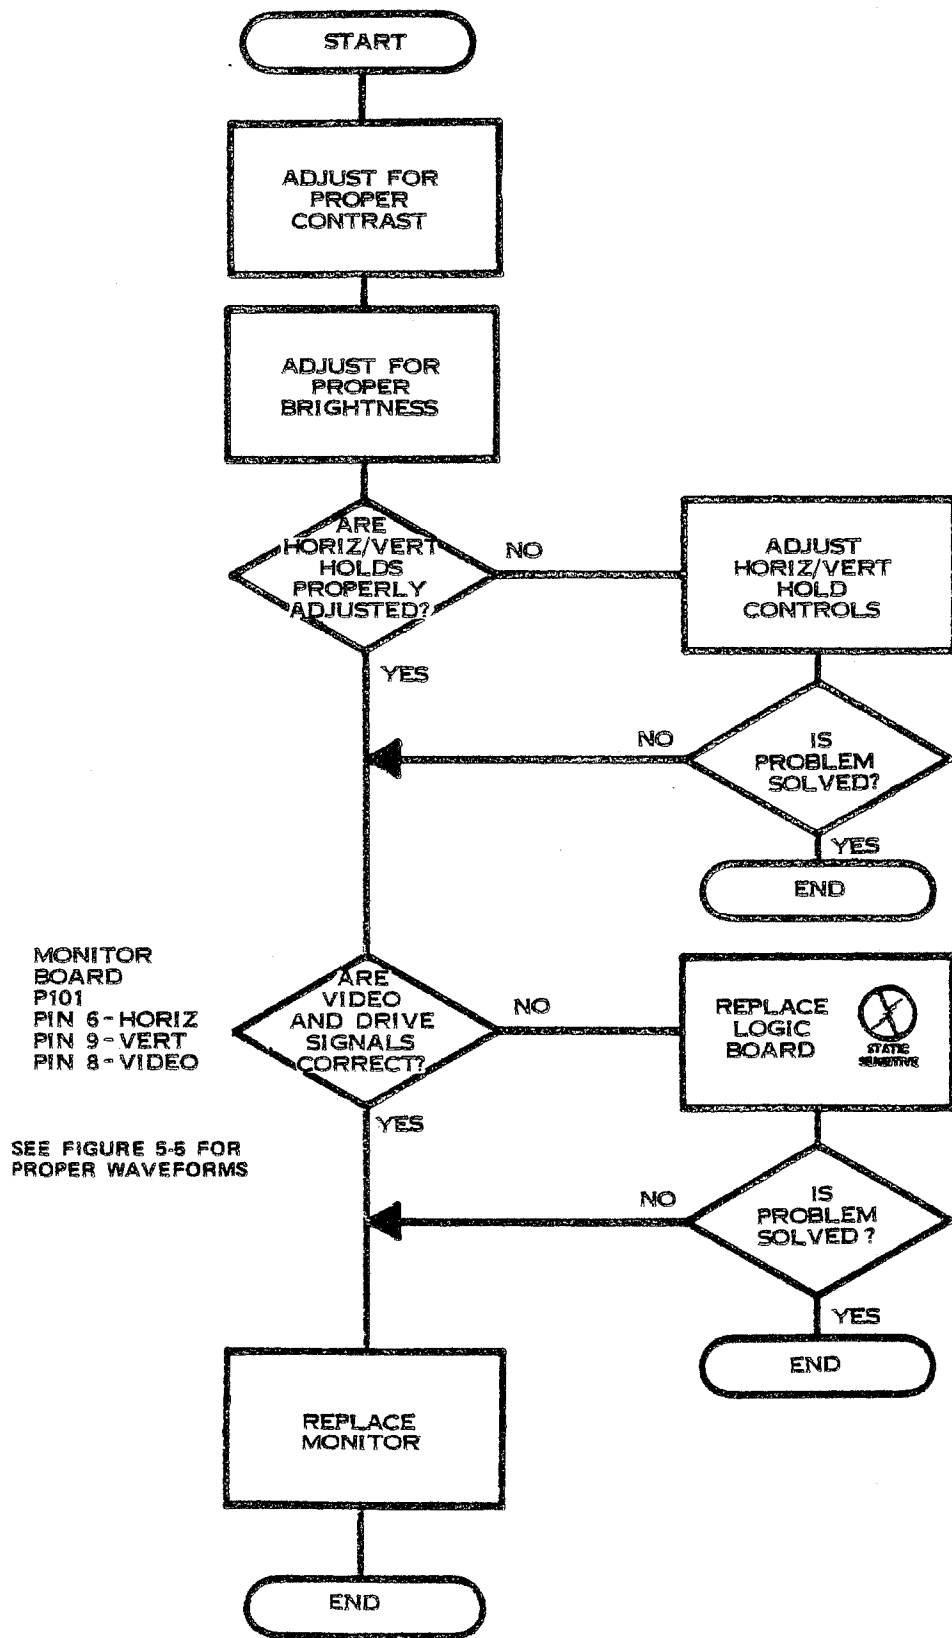 START
ADJUST FOR
PROPER
CONTRAST
ADJUST FOR
PROPER
BRIGHTNESS
ARE
HORIZ/VERT
HOLDS
PROPERLY
ADJUSTED?
NO
ADJUST
HORIZ/VERT
HOLD
CONTROLS
YES
NO
IS
PROBLEM
SOLVED?
YES
END
MONITOR
BOARD
P101
PIN 6-HORIZ
PIN 9-VERT
PIN 8-VIDEO
ARE
VIDEO
AND DRIVE
SIGNALS
CORRECT?
NO
REPLACE
LOGIC
BOARD
STATIC
SENSITIVE
YES
SEE FIGURE 5-5 FOR
PROPER WAVEFORMS
NO
IS
PROBLEM
SOLVED?
YES
END
REPLACE
MONITOR
END